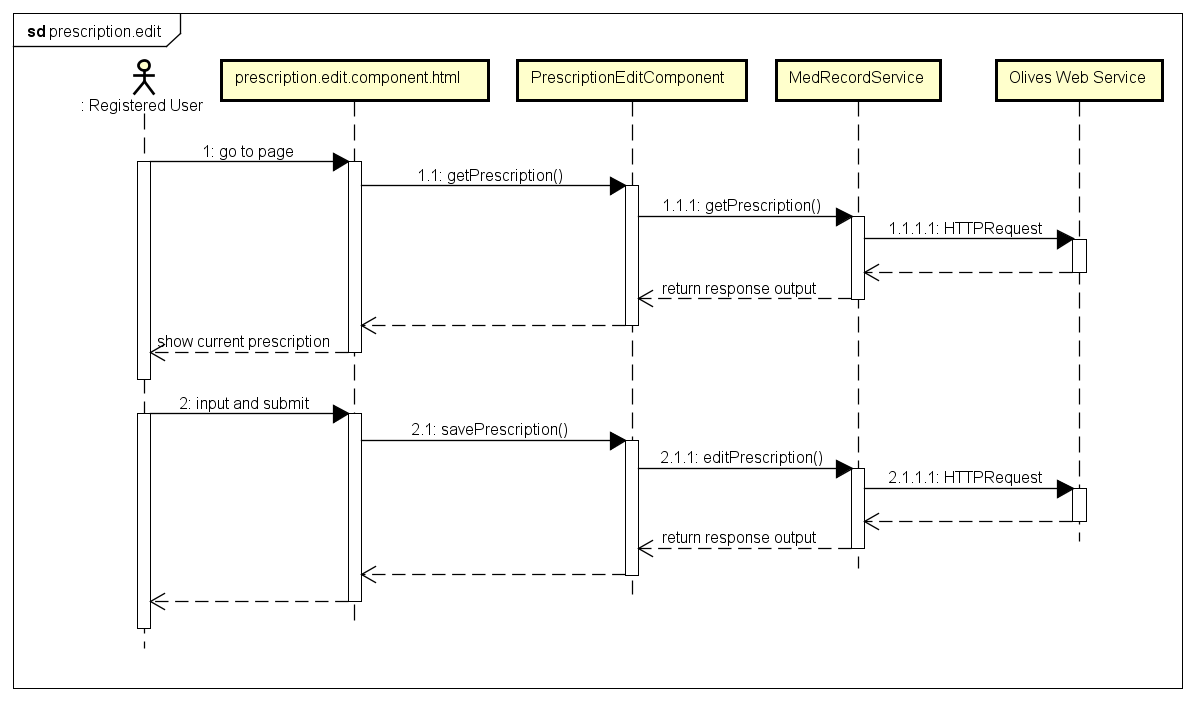 sd prescription.edit
: Registered User
prescription.edit.component.html
PrescriptionEditComponent
MedRecordService
Olives Web Service
1: go to page
1.1: getPrescription()
1.1.1: getPrescription()
1.1.1.1: HTTPRequest
return response output
show current prescription
2: input and submit
2.1: savePrescription()
2.1.1: editPrescription()
2.1.1.1: HTTPRequest
return response output